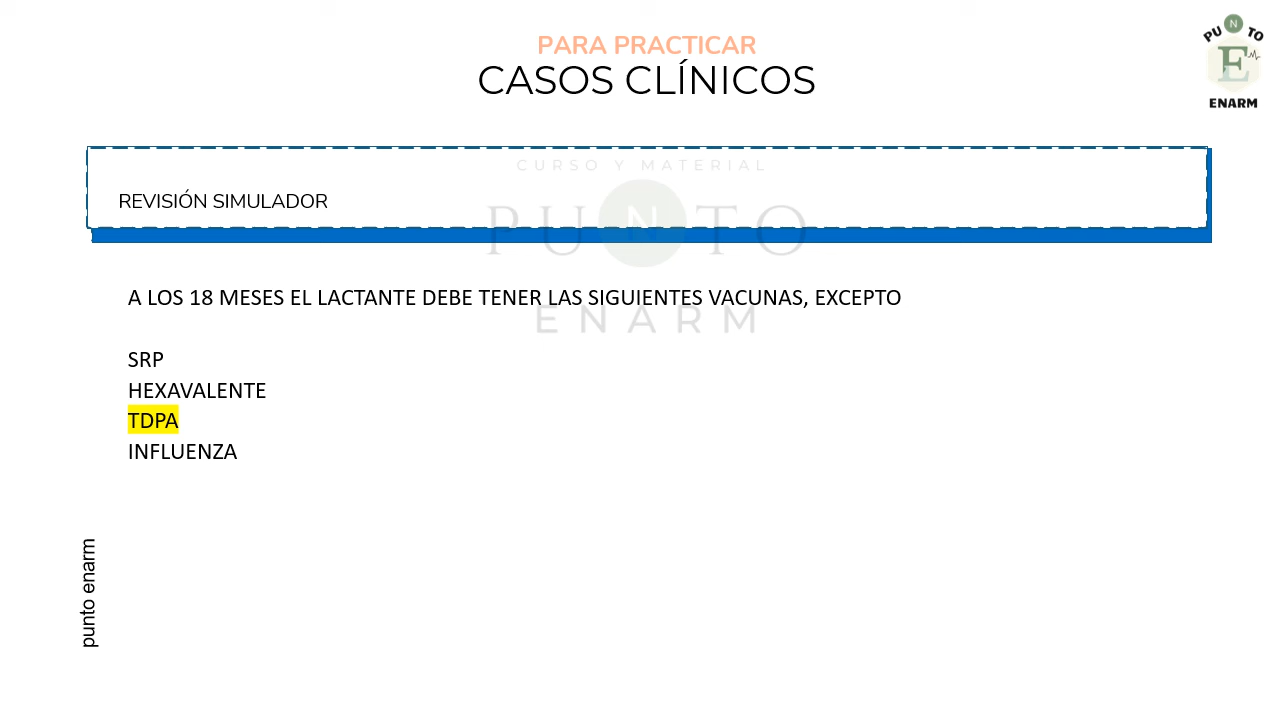 PARA PRACTICAR
CASOS CLÍNICOS
PU N TO
E
ENARM
CURSO Y MATERIAL
REVISIÓN SIMULADOR
PUNTO
A LOS 18 MESES EL LACTANTE DEBE TENER LAS SIGUIENTES VACUNAS, EXCEPTO
ENARM
SRP
HEXAVALENTE
TDPA
INFLUENZA
punto enarm